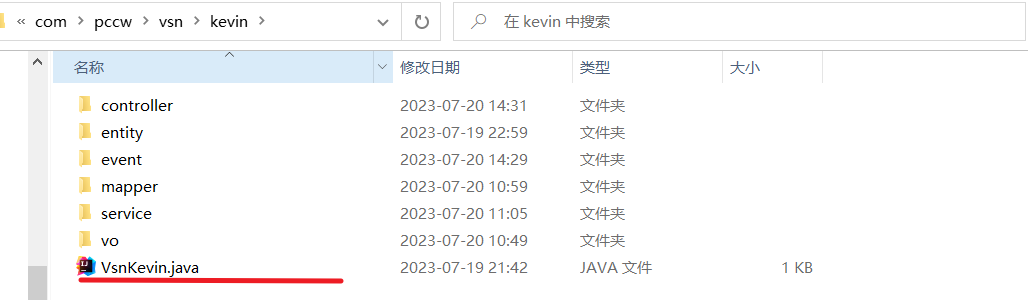 « com › pccw › vsn › kevin › 在 kevin 中搜索
名称 修改日期 类型 大小
controller 2023-07-20 14:31 文件夹
entity 2023-07-19 22:59 文件夹
event 2023-07-20 14:29 文件夹
mapper 2023-07-20 10:59 文件夹
service 2023-07-20 11:05 文件夹
vo 2023-07-20 10:49 文件夹
VsnKevin.java 2023-07-19 21:42 JAVA 文件 1 KB